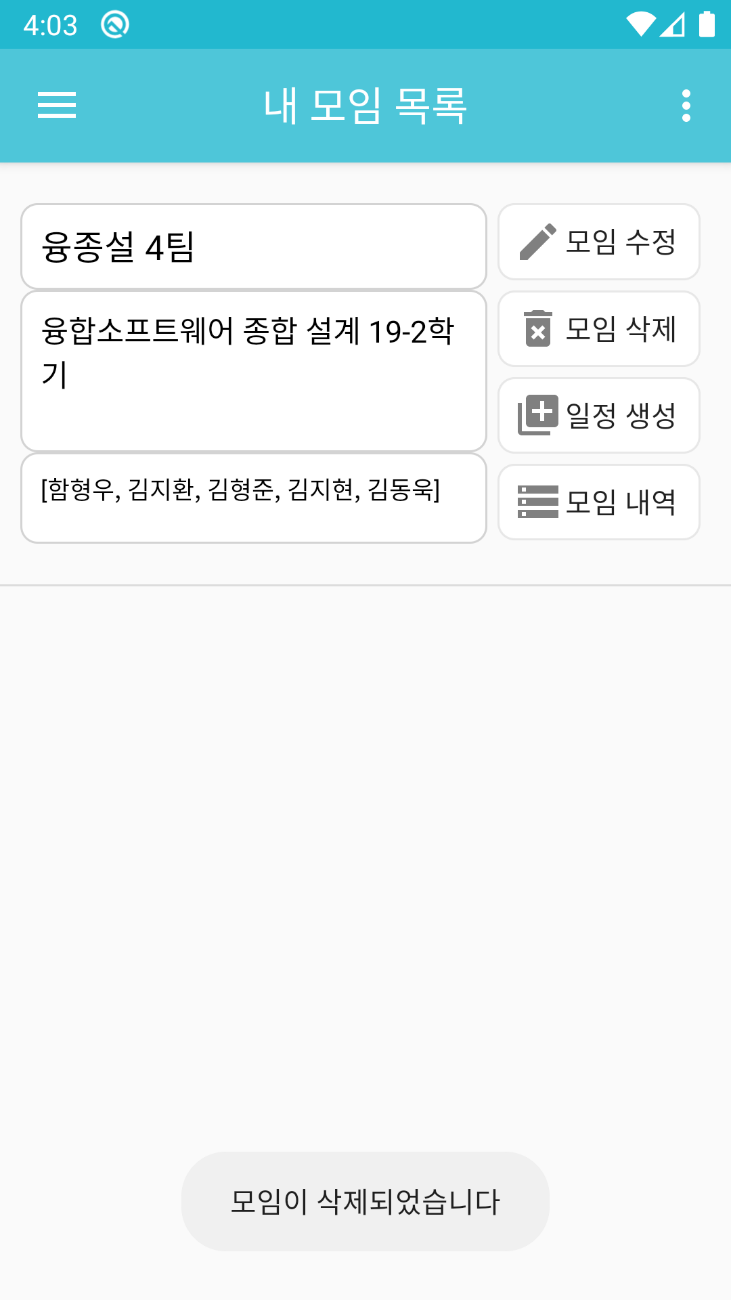 4:03
내 모임 목록
융종설 4팀
융합소프트웨어 종합 설계 19-2학
기
[함형우, 김지환, 김형준, 김지현, 김동욱]
모임 수정
모임 삭제
일정 생성
모임 내역
모임이 삭제되었습니다